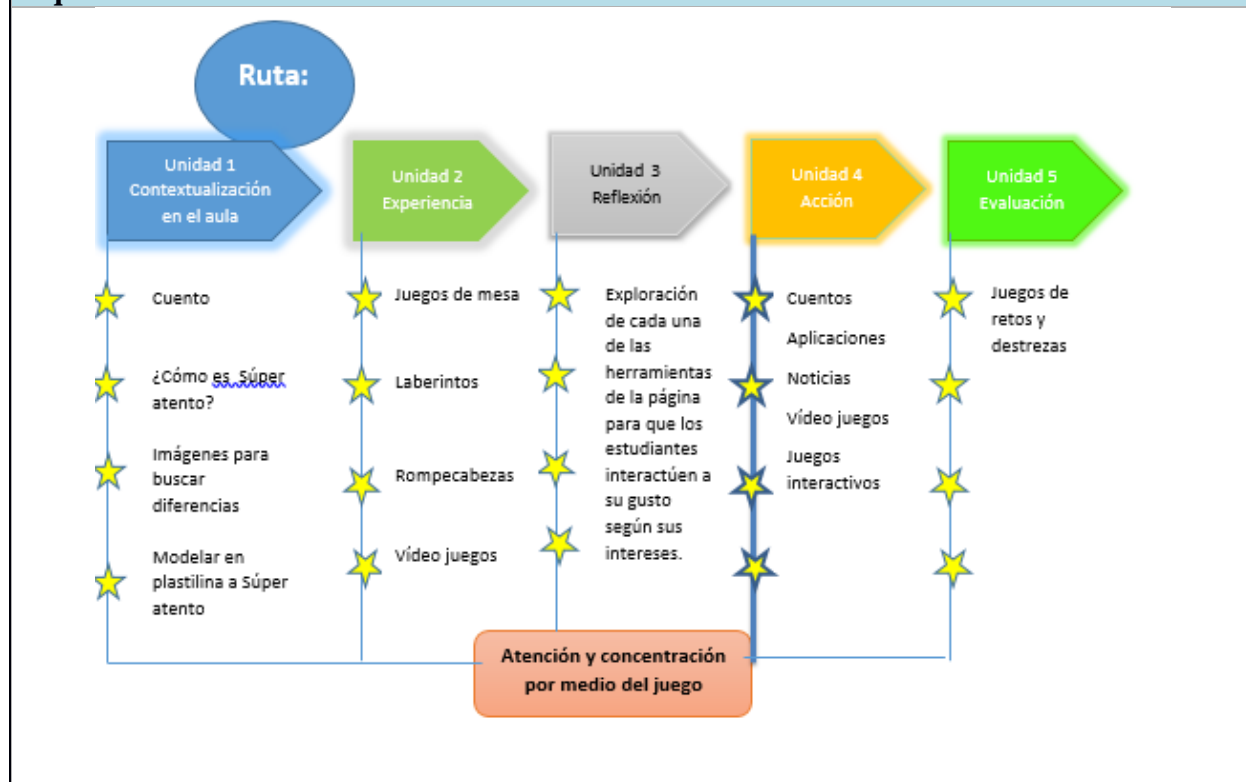 Ruta:
Unidad 1
Contextualización
en el aula
Unidad 2
Experiencia
Unidad 3
Reflexión
Unidad 4
Acción
Unidad 5
Evaluación
Cuento
¿Cómo es Súper
atento?
Imágenes para
buscar
diferencias
Modelar en
plastilina a Súper
atento
Juegos de mesa
Laberintos
Rompecabezas
Vídeo juegos
Exploración
de cada una
de las
herramientas
de la página
para que los
estudiantes
interactúen a
su gusto
según sus
intereses.
Cuentos
Aplicaciones
Noticias
Vídeo juegos
Juegos
interactivos
Juegos de
retos y
destrezas
Atención y concentración
por medio del juego